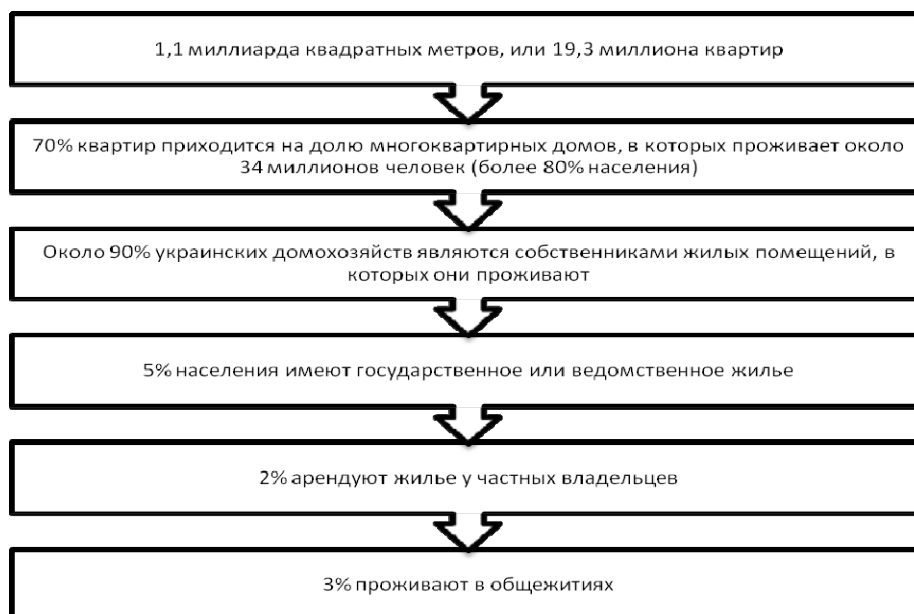 1,1 миллиарда квадратных метров, или 19,3 миллиона квартир
70% квартир приходится на долю многоквартирных домов, в которых проживает около
34 миллионов человек (более 80% населения)
Около 90% украинских домохозяйств являются собственниками жилых помещений, в
которых они проживают
5% населения имеют государственное или ведомственное жилье
2% арендуют жилье у частных владельцев
3% проживают в общежитиях